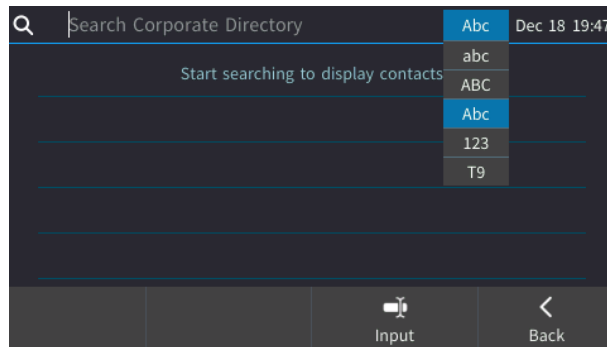 Search Corporate Directory
Abc
Dec 18 19:47
Start searching to display contacts
abc
ABC
Abc
123
T9
Input
Back